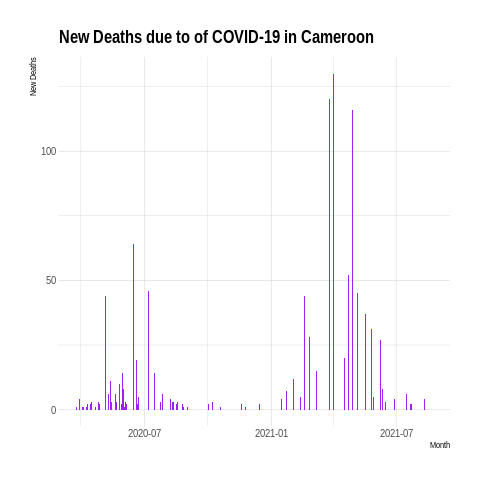 New Deaths due to of COVID-19 in Cameroon
New Deaths
100
50
0
2020-07
2021-01
2021-07
Month